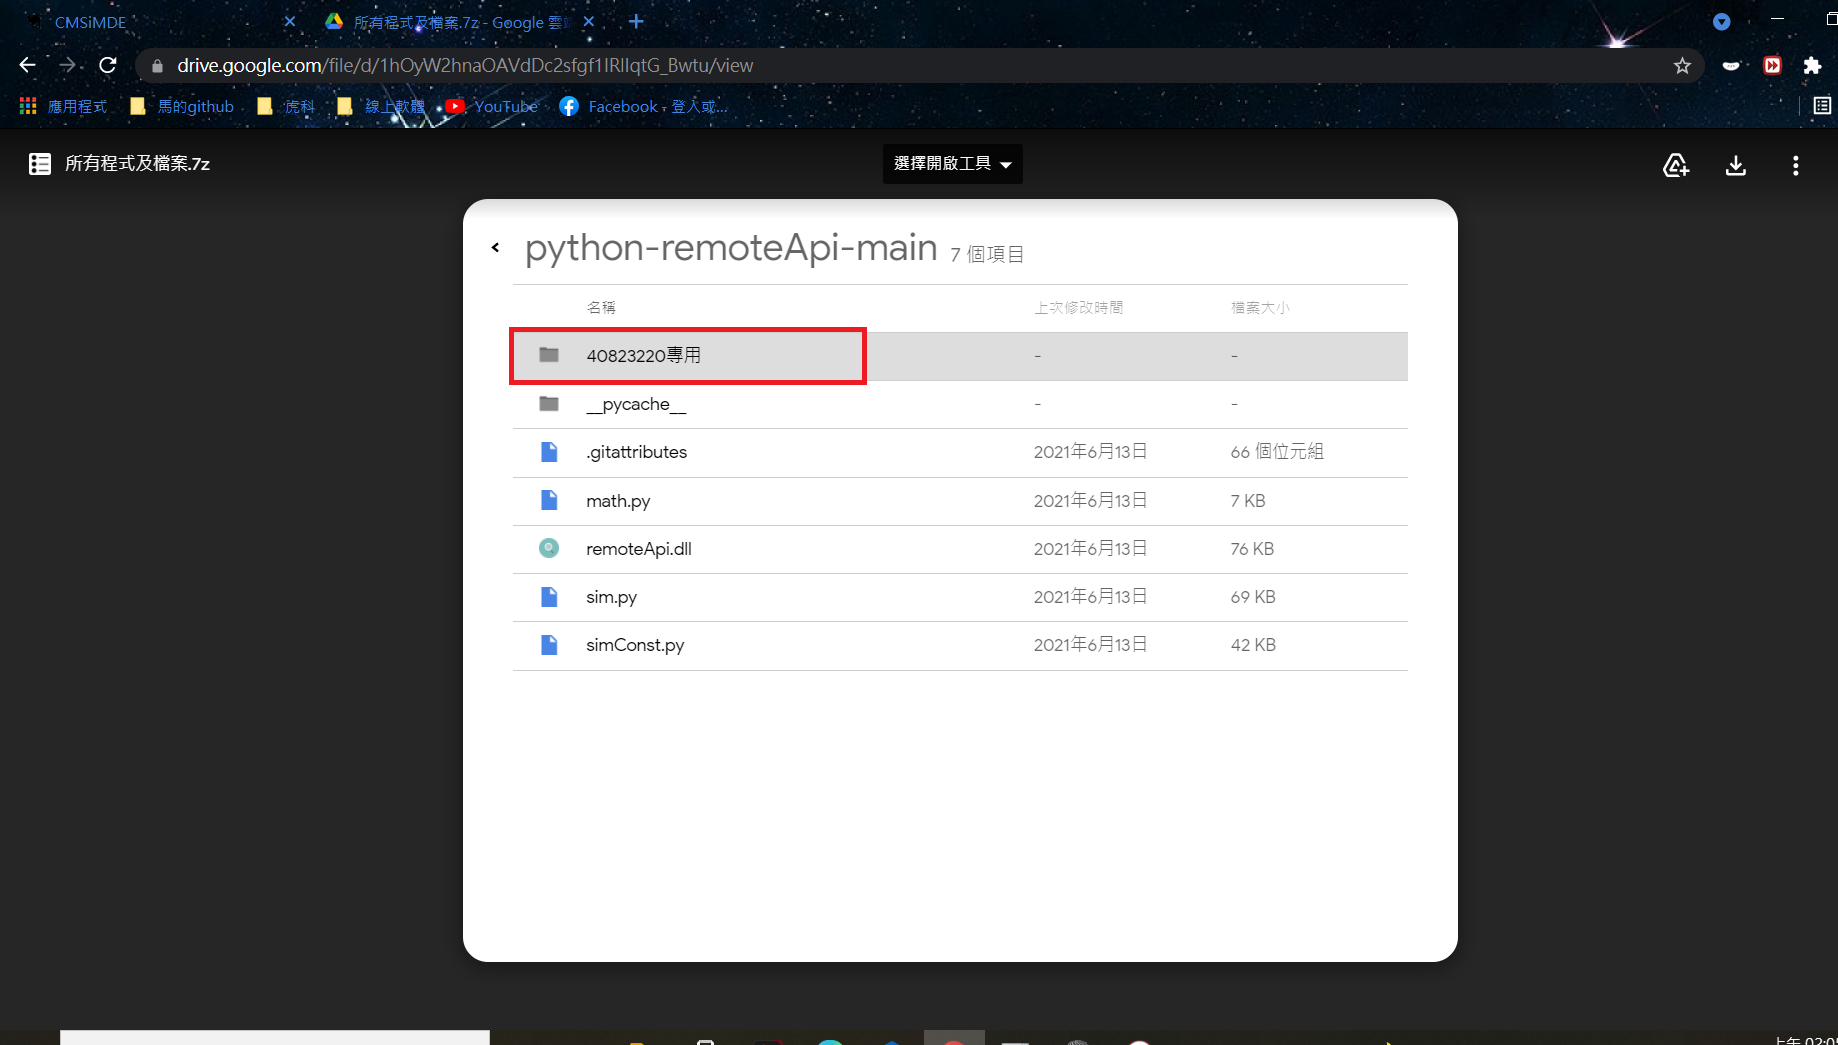 CMSiMDE
所有程式及檔案.7z - Google 雲
drive.google.com/file/d/1hOyW2hnaOAVdDc2sfgf1IRlIqtG_Bwtu/view
應用程式 馬的github 虎科 線上軟體 YouTube Facebook - 登入或...
所有程式及檔案.7z
選擇開啟工具
python-remoteApi-main 7 個項目
名稱 上次修改時間 檔案大小
40823220專用 - -
__pycache__ - -
.gitattributes 2021年6月13日 66 個位元組
math.py 2021年6月13日 7 KB
remoteApi.dll 2021年6月13日 76 KB
sim.py 2021年6月13日 69 KB
simConst.py 2021年6月13日 42 KB